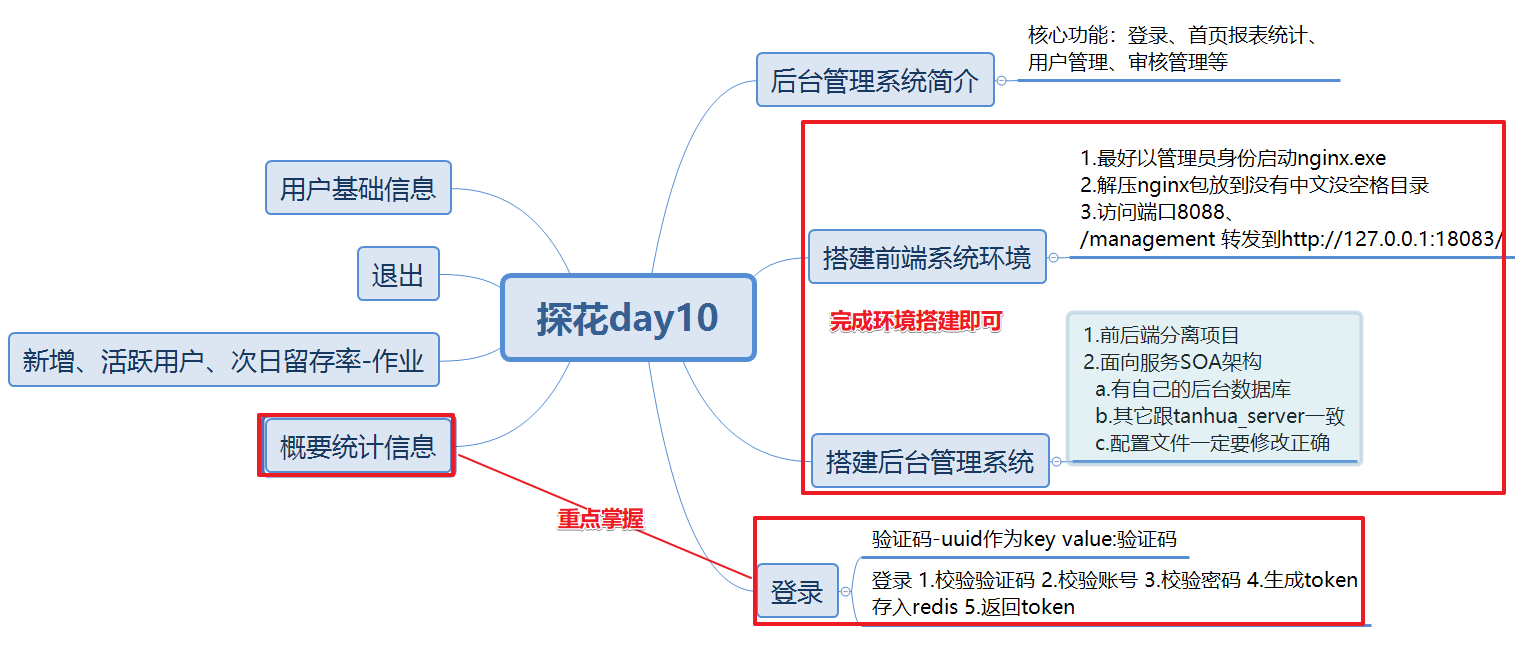 探花day10
后台管理系统简介
核心功能：登录、首页报表统计、
用户管理、审核管理等
搭建前端系统环境
1.最好以管理员身份启动nginx.exe
2.解压nginx包放到没有中文没空格目录
3.访问端口8088、
/management 转发到http://127.0.0.1:18083/
完成环境搭建即可
搭建后台管理系统
1.前后端分离项目
2.面向服务SOA架构
a.有自己的后台数据库
b.其它跟tanhua_server一致
c.配置文件一定要修改正确
登录
验证码-uuid作为key value:验证码
登录 1.校验验证码 2.校验账号 3.校验密码 4.生成token
存入redis 5.返回token
重点掌握
概要统计信息
新增、活跃用户、次日留存率-作业
退出
用户基础信息